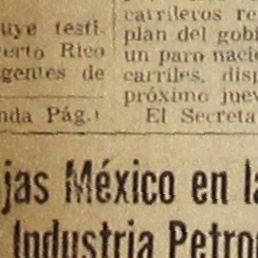 uye testi-
erto Rico
gentes de
nda Pág.)
carrileros re
plan del gobi
un paro nacio
carriles, disp
próximo juev
El Secreta
jas México en la
Industria Petro